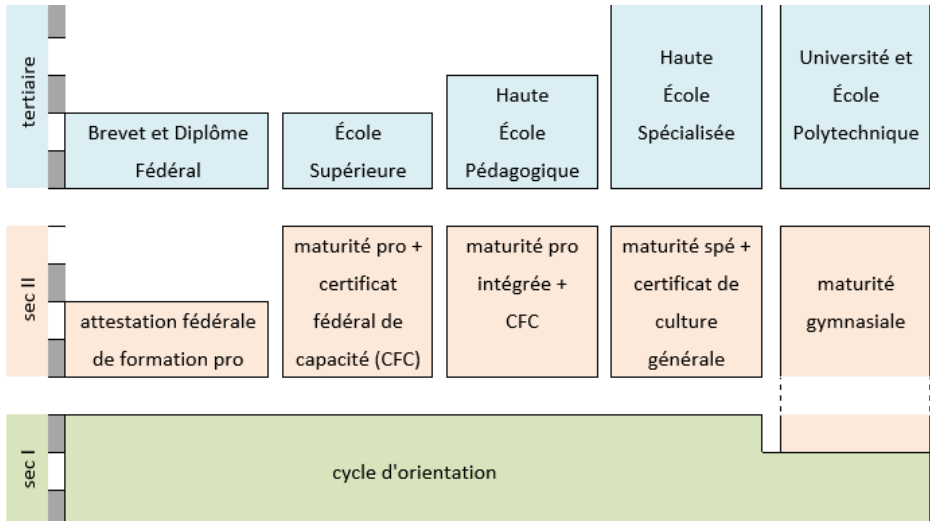 tertiaire
Brevet et Diplôme
Fédéral
École
Supérieure
Haute
École
Pédagogique
Haute
École
Spécialisée
Université et
École
Polytechnique
sec II
attestation fédérale
de formation pro
maturité pro +
certificat
fédéral de
capacité (CFC)
maturité pro
intégrée +
CFC
maturité spé +
certificat de
culture
générale
maturité
gymnasiale
sec I
cycle d'orientation